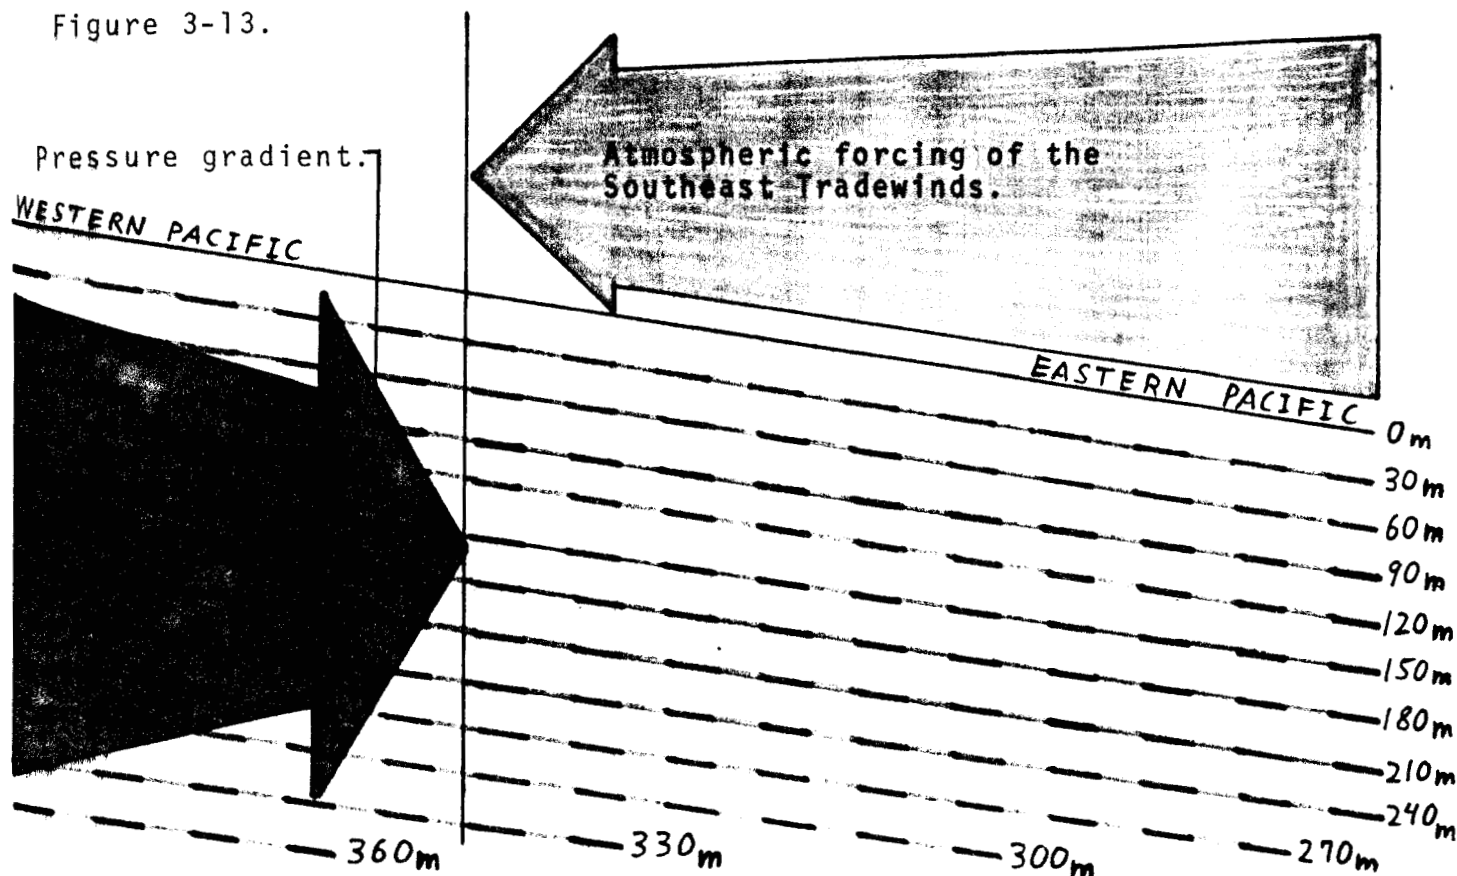 Figure 3-13.
Pressure gradient.
Atmospheric forcing of the
Southeast Tradewinds.
WESTERN PACIFIC
EASTERN PACIFIC
0m
30m
60m
90m
120m
150m
180m
210m
240m
270m
300m
330m
360m